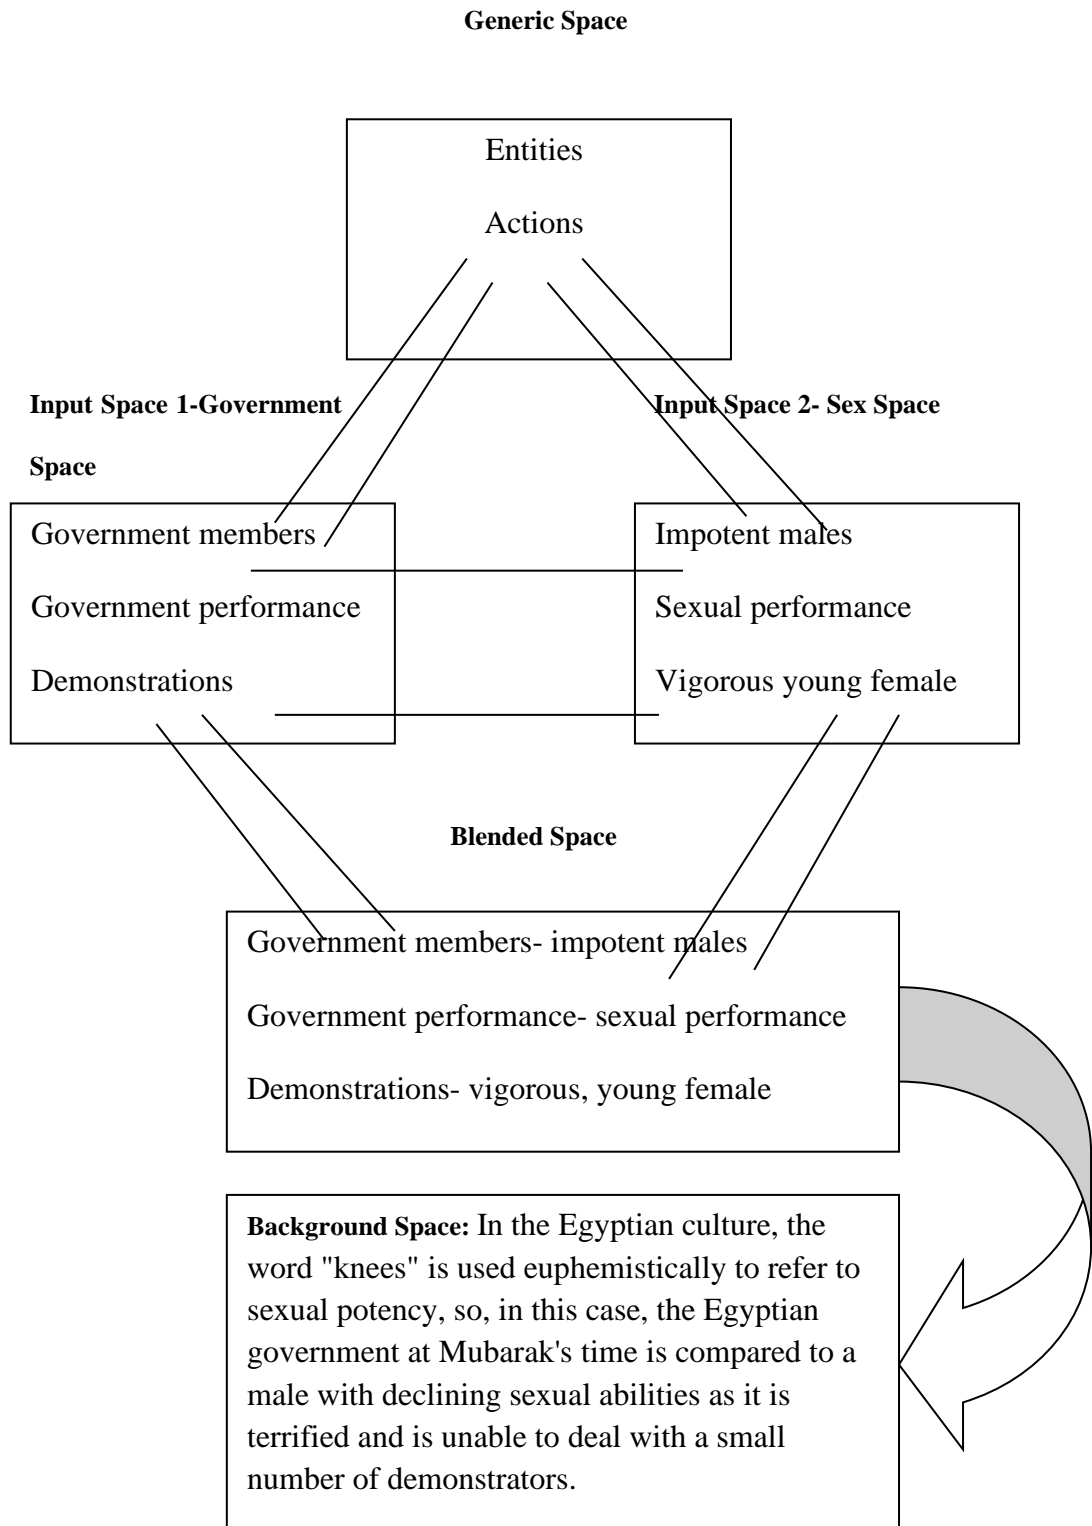 Generic Space
Entities
Actions
Input Space 1-Government
Space
Input Space 2- Sex Space
Government members
Government performance
Demonstrations
Impotent males
Sexual performance
Vigorous young female
Blended Space
Government members- impotent males
Government performance- sexual performance
Demonstrations- vigorous, young female
Background Space: In the Egyptian culture, the
word "knees" is used euphemistically to refer to
sexual potency, so, in this case, the Egyptian
government at Mubarak's time is compared to a
male with declining sexual abilities as it is
terrified and is unable to deal with a small
number of demonstrators.